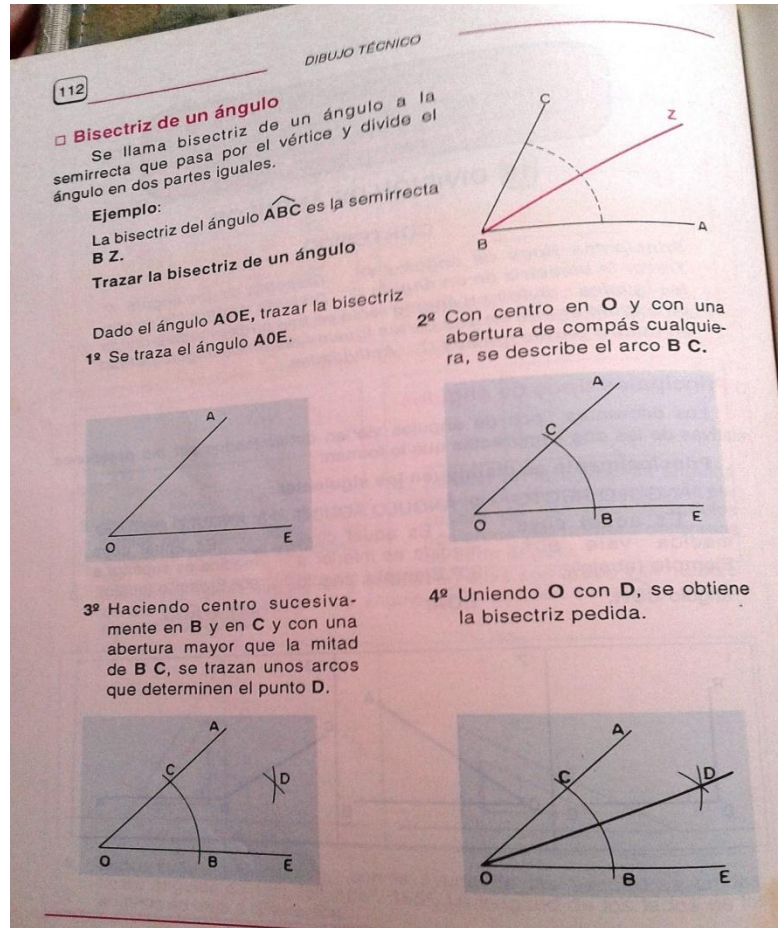 DIBUJO TÉCNICO
112
□ Bisectriz de un ángulo
Se llama bisectriz de un ángulo a la
semirrecta que pasa por el vértice y divide el
ángulo en dos partes iguales.
Ejemplo:
La bisectriz del ángulo ABC es la semirrecta
B Z.
Trazar la bisectriz de un ángulo
C
Z
B
A
Dado el ángulo AOE, trazar la bisectriz
1º Se traza el ángulo A0E.
A
O
E
2º Con centro en O y con una
abertura de compás cualquie-
ra, se describe el arco B C.
A
C
O
B
E
3º Haciendo centro sucesiva-
mente en B y en C y con una
abertura mayor que la mitad
de B C, se trazan unos arcos
que determinen el punto D.
A
C
D
O
B
E
4º Uniendo O con D, se obtiene
la bisectriz pedida.
A
C
D
O
B
E